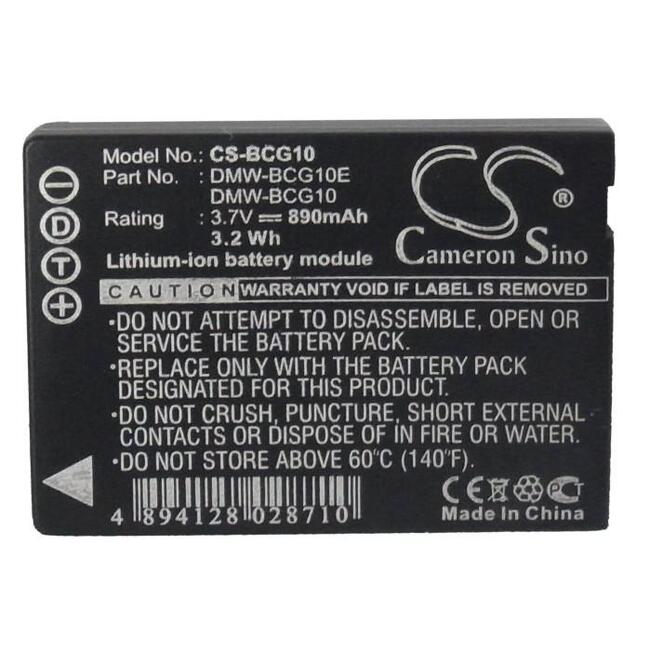 Model No.: CS-BCG10
Part No. : DMW-BCG10E
DMW-BCG10
Rating : 3.7V 890mAh
3.2 Wh
Lithium-ion battery module
CS ®
Cameron Sino
- D T +
CAUTION WARRANTY VOID IF LABEL IS REMOVED
·DO NOT ATTEMPT TO DISASSEMBLE, OPEN OR
SERVICE THE BATTERY PACK.
·REPLACE ONLY WITH THE BATTERY PACK
DESIGNATED FOR THIS PRODUCT.
·DO NOT CRUSH, PUNCTURE, SHORT EXTERNAL
CONTACTS OR DISPOSE OF IN FIRE OR WATER.
·DO NOT STORE ABOVE 60°C (140°F).
4 894128 028710
CE PCT
Made In China